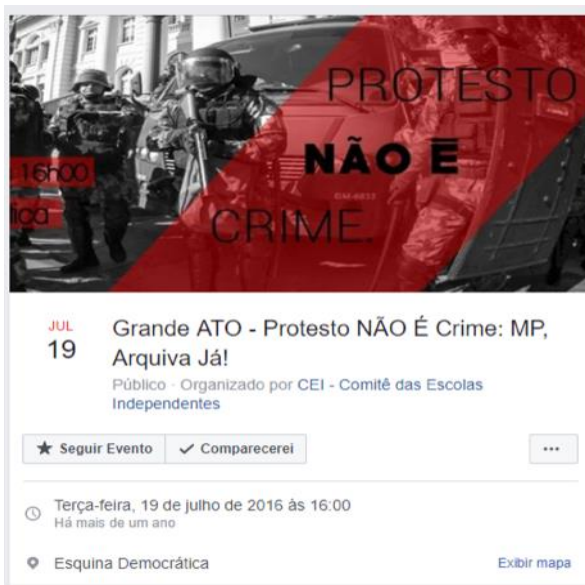 PROTESTO
NÃO É
16h00
CRIME.
JUL
19
Grande ATO - Protesto NÃO É Crime: MP,
Arquiva Já!
Público · Organizado por CEI - Comitê das Escolas
Independentes
Seguir Evento
Comparecerei
Terça-feira, 19 de julho de 2016 às 16:00
Há mais de um ano
Esquina Democrática
Exibir mapa